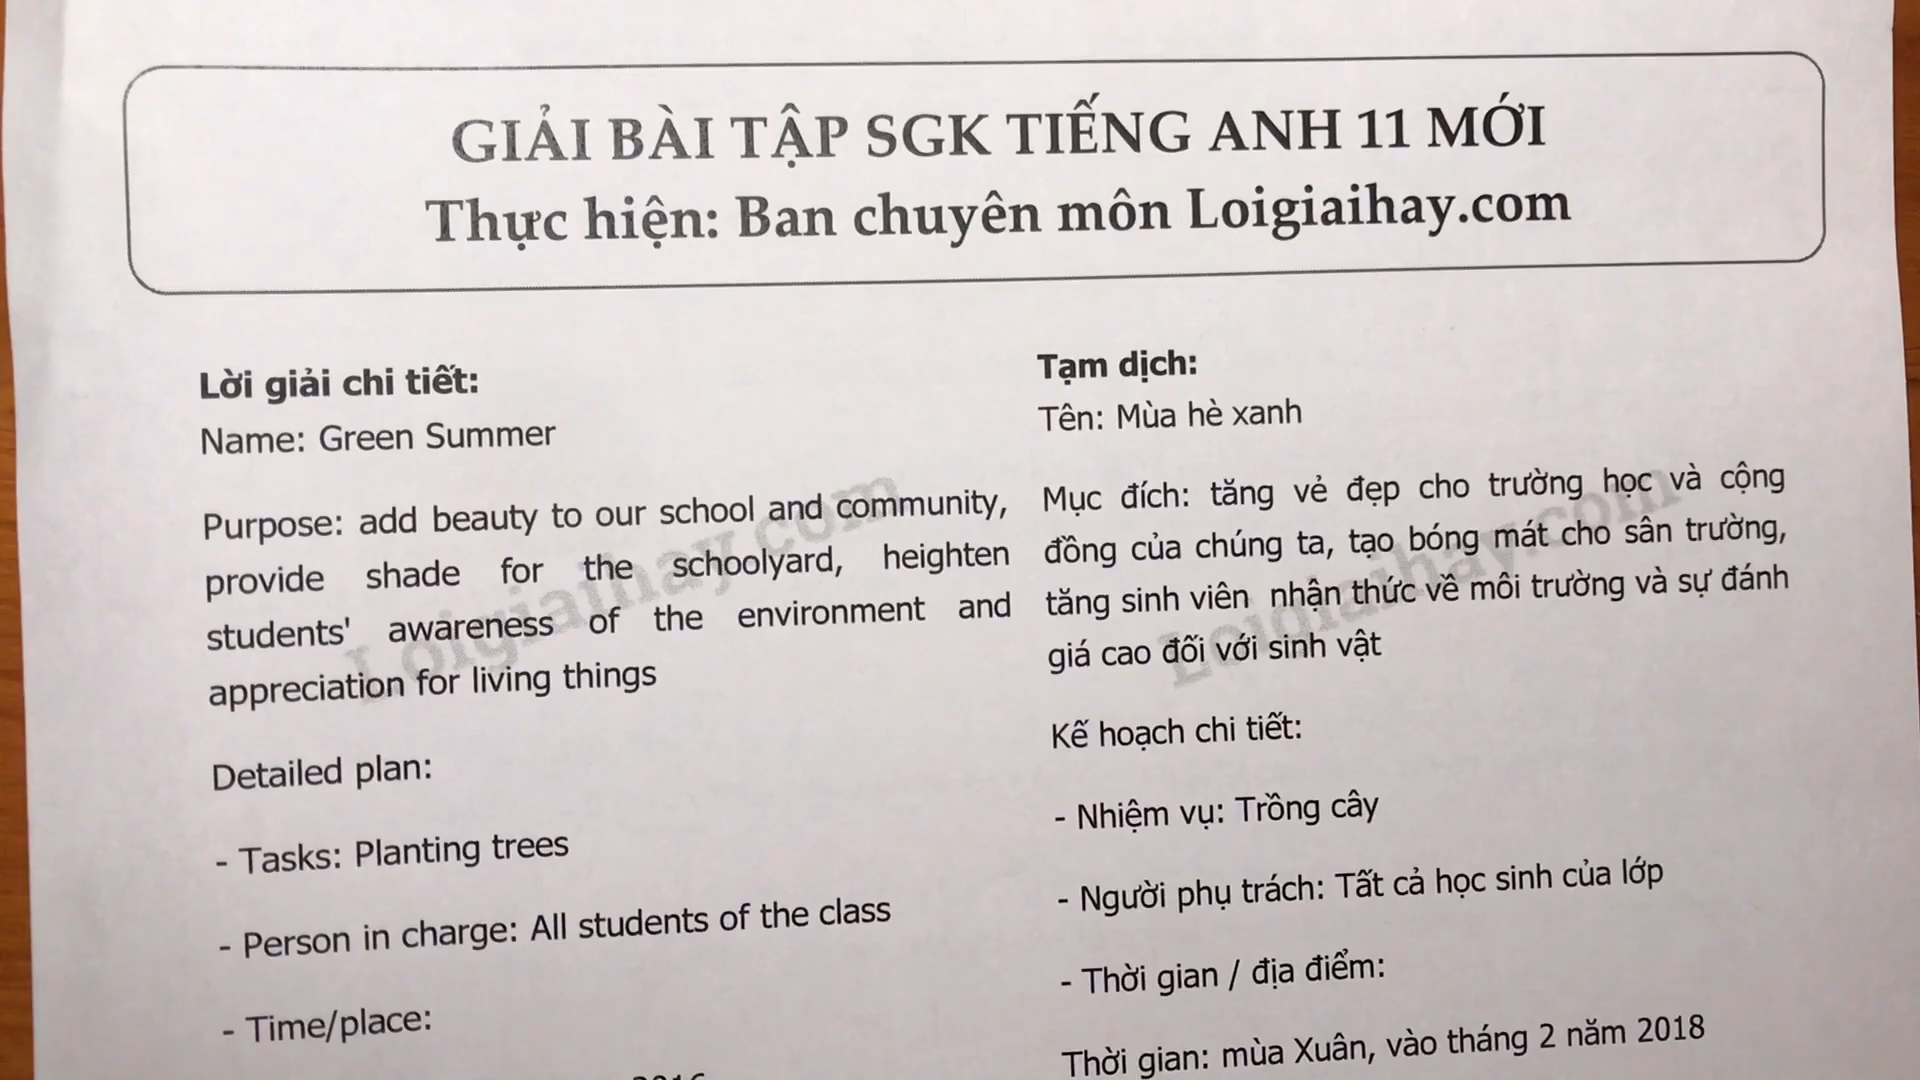 GIẢI BÀI TẬP SGK TIẾNG ANH 11 MỚI
Thực hiện: Ban chuyên môn Loigiaihay.com
Lời giải chi tiết:
Name: Green Summer
Purpose: add beauty to our school and community,
provide shade for the schoolyard, heighten
students' awareness of the environment and
appreciation for living things
Detailed plan:
- Tasks: Planting trees
- Person in charge: All students of the class
- Time/place:
Tạm dịch:
Tên: Mùa hè xanh
Mục đích: tăng vẻ đẹp cho trường học và cộng
đồng của chúng ta, tạo bóng mát cho sân trường,
tăng sinh viên nhận thức về môi trường và sự đánh
giá cao đối với sinh vật
Kế hoạch chi tiết:
- Nhiệm vụ: Trồng cây
- Người phụ trách: Tất cả học sinh của lớp
- Thời gian / địa điểm:
Thời gian: mùa Xuân, vào tháng 2 năm 2018
Loigiaihay.com
Loigiaihay.com